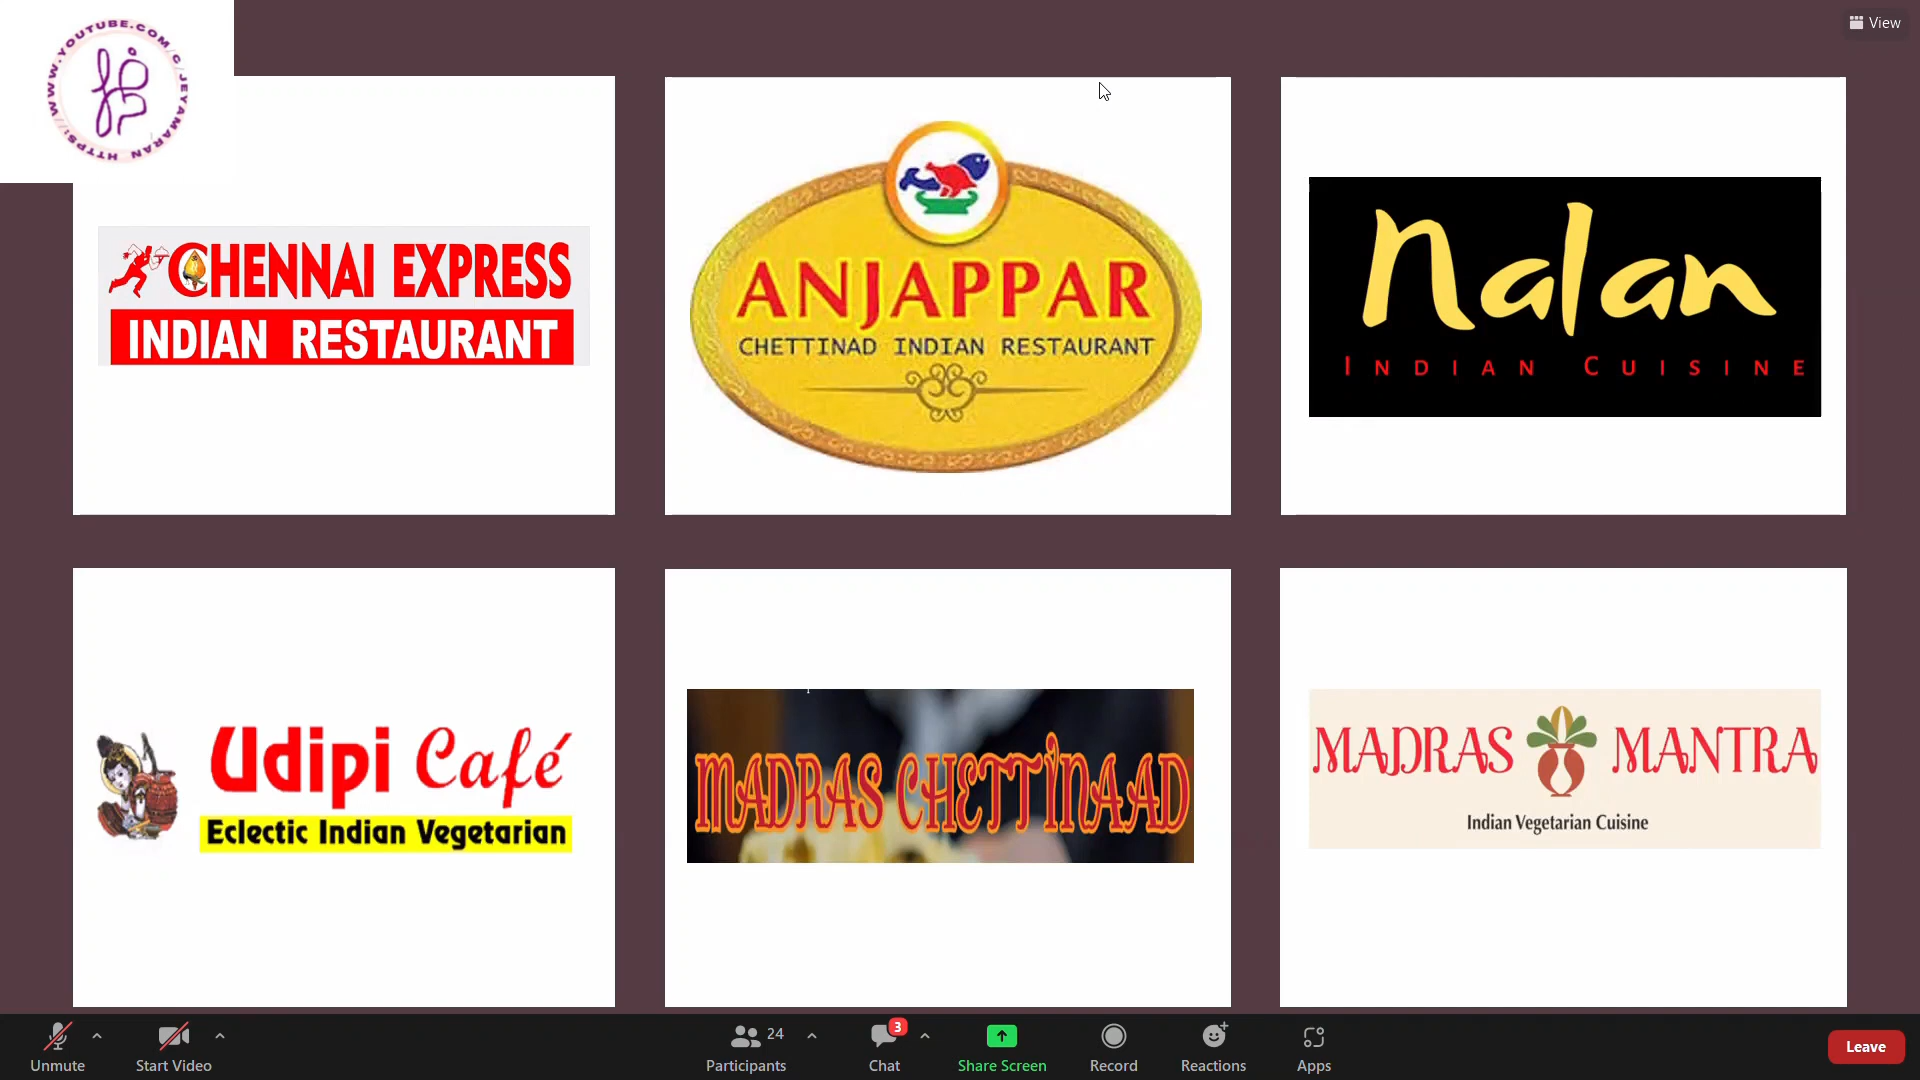 HTTPS://WWW.YOUTUBE.COM/C/JEYAMARAN
View
CHENNAI EXPRESS
INDIAN RESTAURANT
ANJAPPAR
CHETTINAD INDIAN RESTAURANT
Nalan
INDIAN CUISINE
Udipi Café
Eclectic Indian Vegetarian
MADRAS CHETTINAAD
MADRAS MANTRA
Indian Vegetarian Cuisine
Unmute
Start Video
24
Participants
3
Chat
Share Screen
Record
Reactions
Apps
Leave